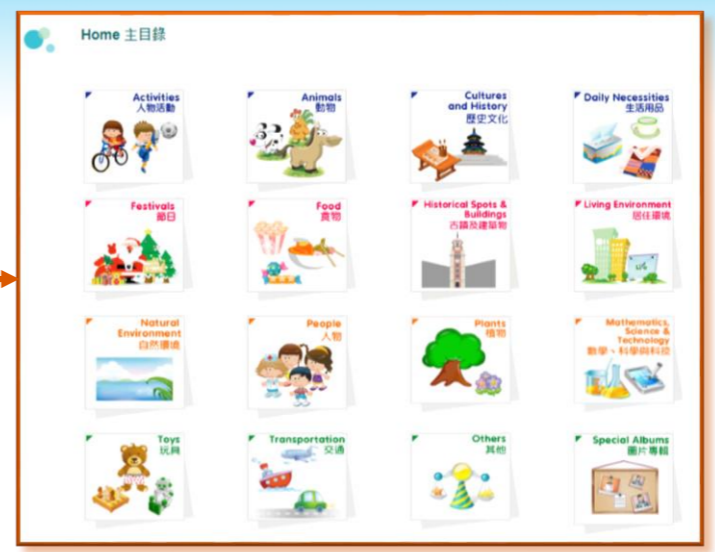 Home 主目錄
Activities
人物活動
Animals
動物
Cultures
and History
歷史文化
Daily Necessities
生活用品
Festivals
節日
Food
食物
Historical Spots &
Buildings
古蹟及建築物
Living Environment
居住環境
Natural
Environment
自然環境
People
人物
Plants
植物
Mathematics,
Science &
Technology
數學、科學與科技
Toys
玩具
Transportation
交通
Others
其他
Special Albums
圖片專輯